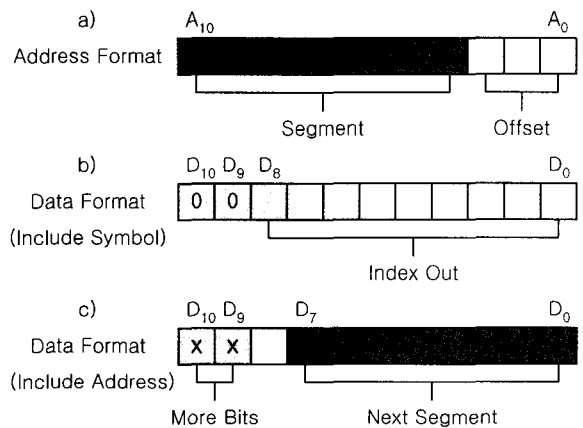 a)
A10 A0
Address Format
Segment Offset
b)
D10 D9 D8 D0
Data Format
0 0
(Include Symbol)
Index Out
c)
D10 D9 D7 D0
Data Format
X X
(Include Address)
More Bits Next Segment